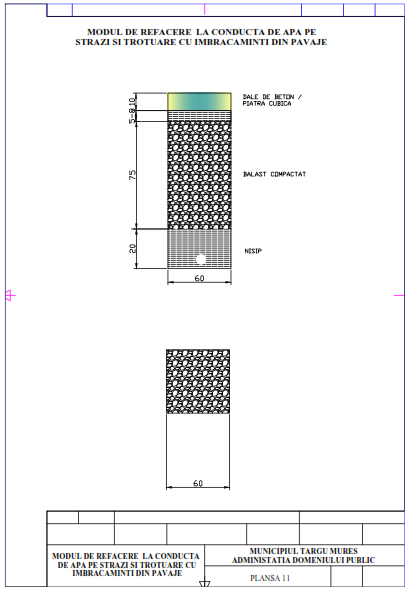 MODUL DE REFACERE LA CONDUCTA DE APA PE
STRAZI SI TROTUARE CU IMBRACAMINTI DIN PAVAJE
DALE DE BETON /
PIATRA CUBICA
10
5-8
75
BALAST COMPACTAT
20
NISIP
60
60
MODUL DE REFACERE LA CONDUCTA
DE APA PE STRAZI SI TROTUARE CU
IMBRACAMINTI DIN PAVAJE
MUNICIPIUL TARGU MURES
ADMINISTATIA DOMENIULUI PUBLIC
PLANSA 11